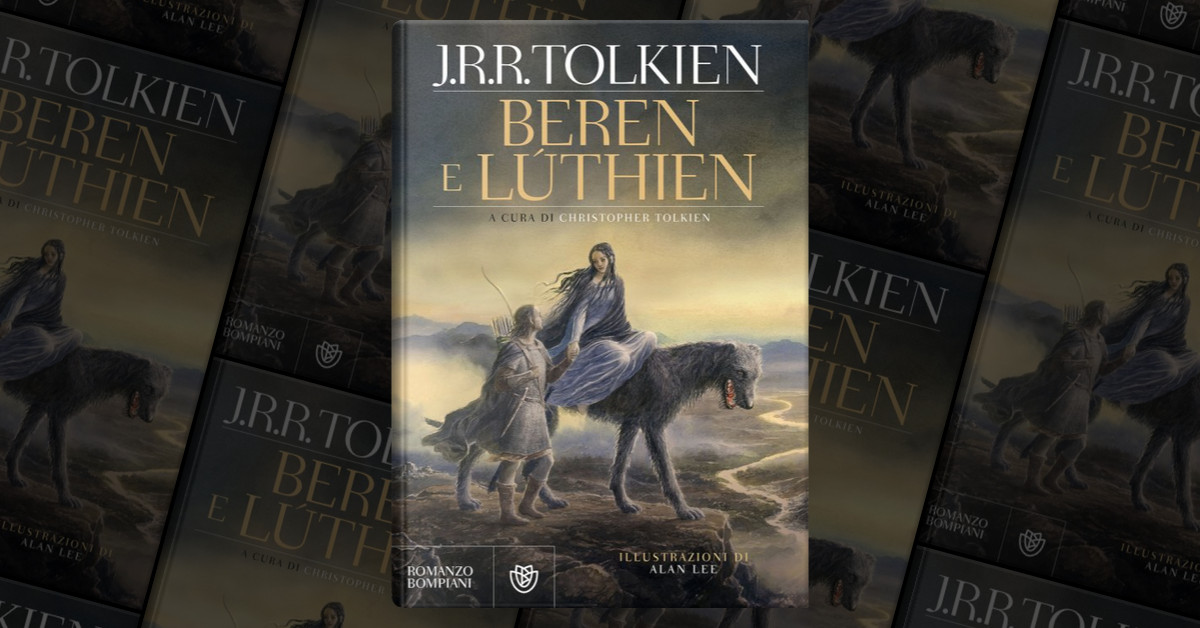 J.R.R. TOLKIEN
BEREN
E LÚTHIEN
A CURA DI CHRISTOPHER TOLKIEN
ILLUSTRAZIONI DI
ALAN LEE
ROMANZO
BOMPIANI